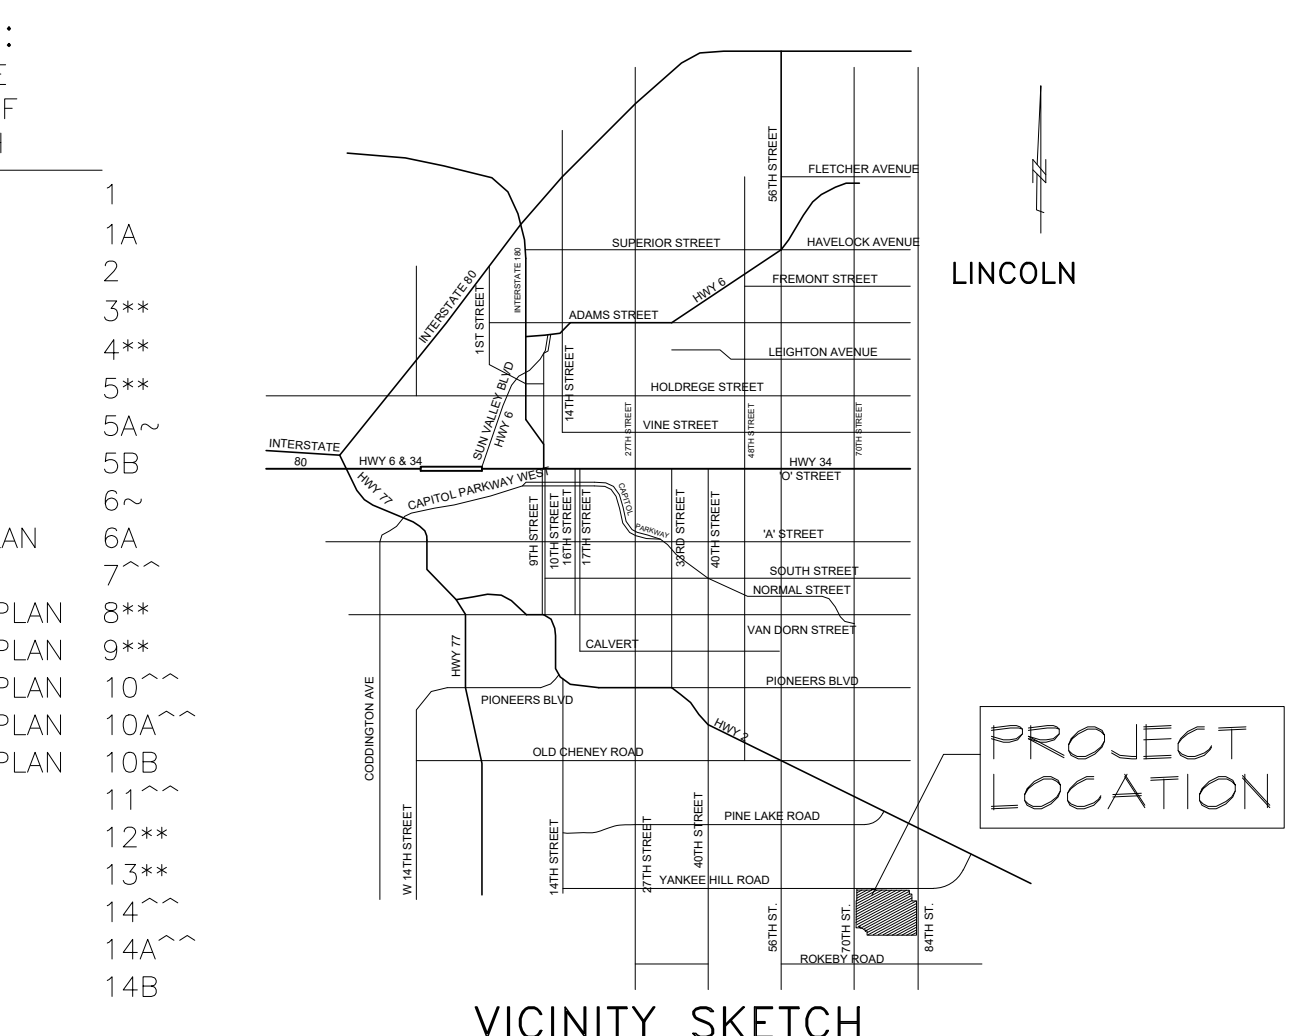 :
E
F
H
1
1A
2
3**
4**
5**
5A~
5B
6~
LAN 6A
7^^
PLAN 8**
PLAN 9**
PLAN 10^^
PLAN 10A^^
PLAN 10B
11^^
12**
13**
14^^
14A^^
14B
56TH STREET
FLETCHER AVENUE
N
SUPERIOR STREET
HAVELOCK AVENUE
LINCOLN
INTERSTATE 180
INTERSTATE 80
1ST STREET
HWY 6
FREMONT STREET
ADAMS STREET
LEIGHTON AVENUE
14TH STREET
SUN VALLEY BLVD
HWY 6
HOLDREGE STREET
27TH STREET
VINE STREET
48TH STREET
70TH STREET
INTERSTATE
80
HWY 6 & 34
HWY 34
'O' STREET
HWY 77
CAPITOL PARKWAY WEST
CAPITOL
PARKWAY
9TH STREET
10TH STREET
16TH STREET
17TH STREET
33RD STREET
40TH STREET
'A' STREET
SOUTH STREET
NORMAL STREET
VAN DORN STREET
CALVERT
HWY 77
PIONEERS BLVD
PIONEERS BLVD
CODDINGTON AVE
HWY 2
OLD CHENEY ROAD
PROJECT
LOCATION
W 14TH STREET
14TH STREET
27TH STREET
40TH STREET
PINE LAKE ROAD
YANKEE HILL ROAD
56TH ST.
70TH ST.
84TH ST.
ROKEBY ROAD
VICINITY SKETCH